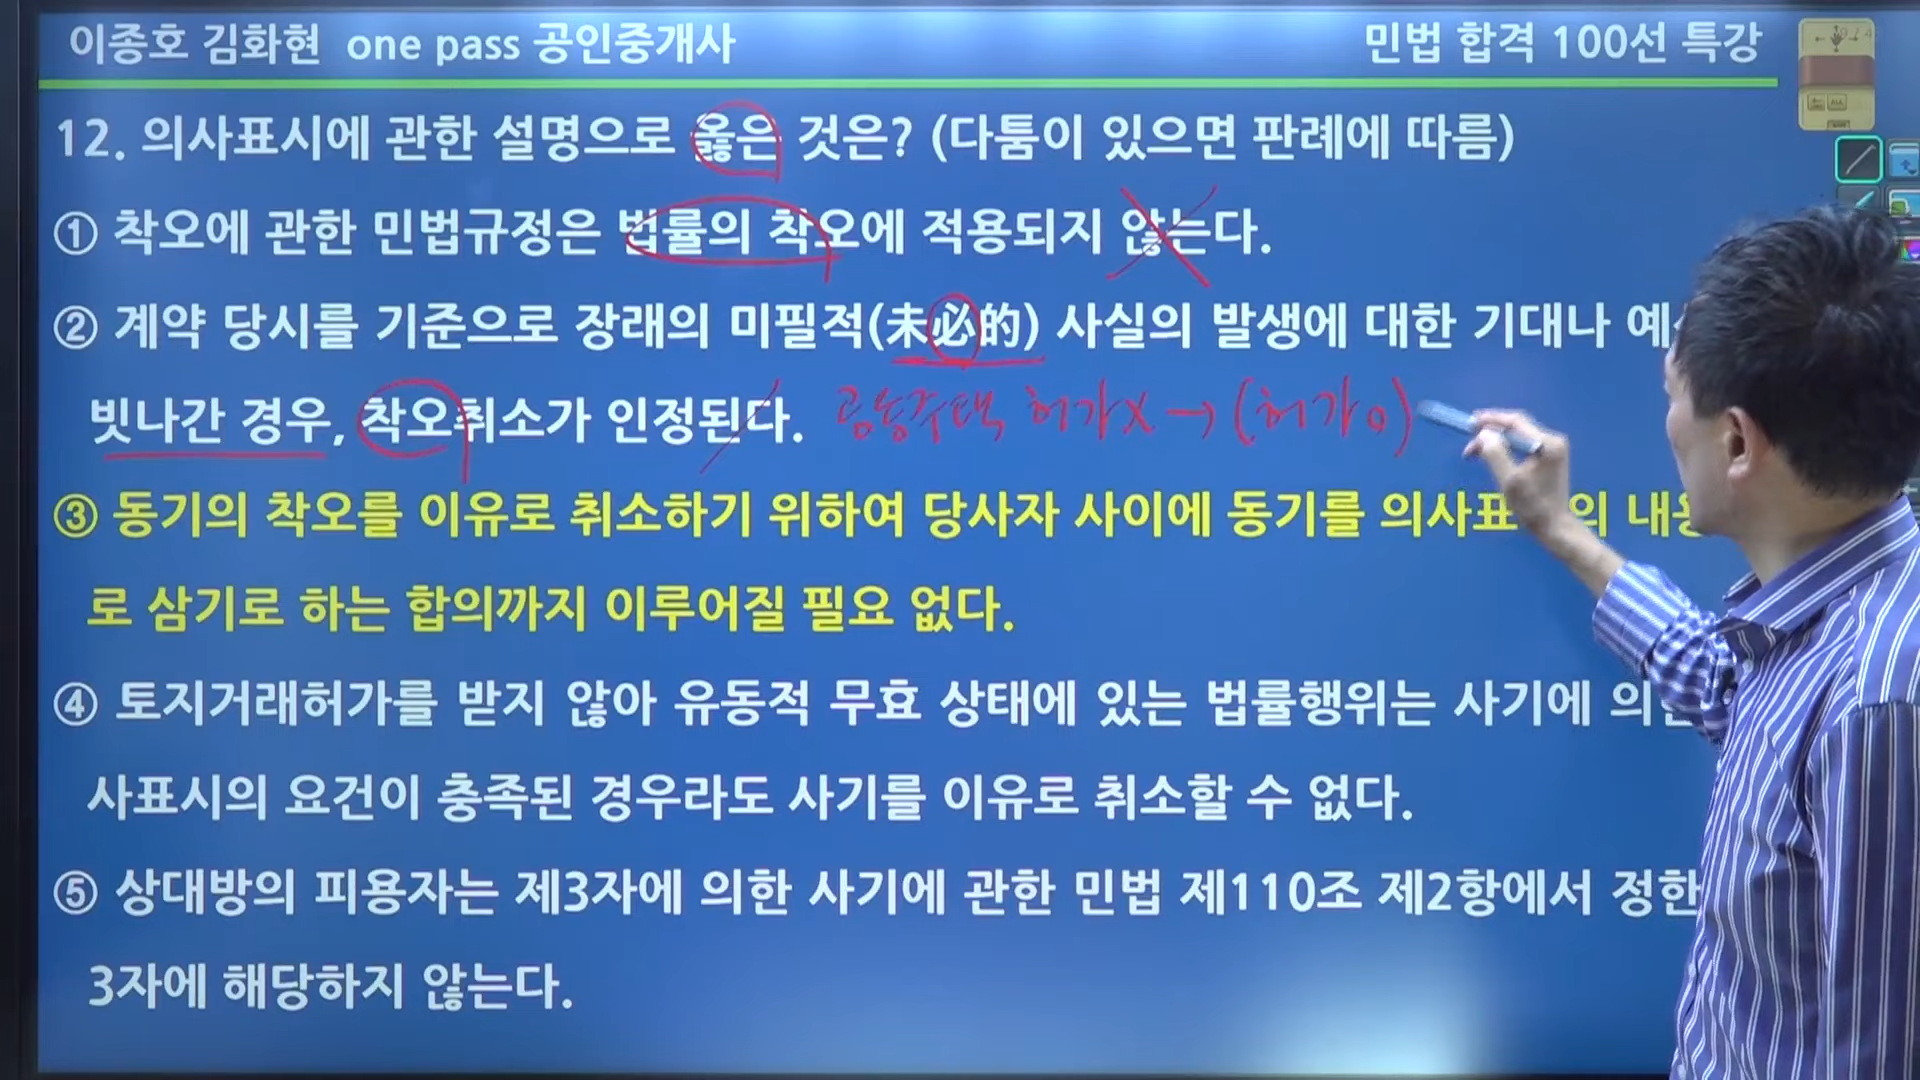 이종호 김화현 one pass 공인중개사 민법 합격 100선 특강
12. 의사표시에 관한 설명으로 옳은 것은? (다툼이 있으면 판례에 따름)
① 착오에 관한 민법규정은 법률의 착오에 적용되지 않는다.
② 계약 당시를 기준으로 장래의 미필적(未必的) 사실의 발생에 대한 기대나
빗나간 경우, 착오취소가 인정된다. 공동주택 허가X → (허가O)
③ 동기의 착오를 이유로 취소하기 위하여 당사자 사이에 동기를
로 삼기로 하는 합의까지 이루어질 필요 없다.
④ 토지거래허가를 받지 않아 유동적 무효 상태에 있는 법률행위는 사기에
사표시의 요건이 충족된 경우라도 사기를 이유로 취소할 수 없다.
⑤ 상대방의 피용자는 제3자에 의한 사기에 관한 민법 제110조 제2항에서 정한
3자에 해당하지 않는다.